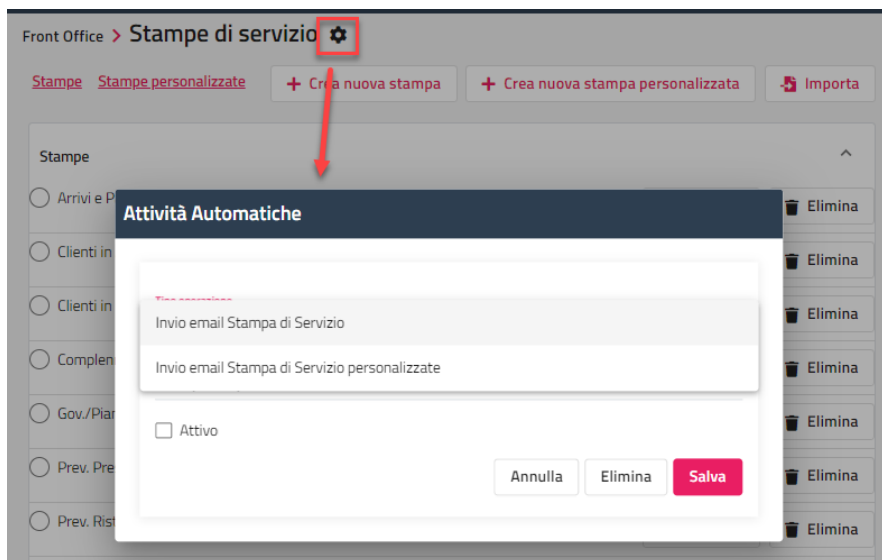 Front Office > Stampe di servizio
Stampe Stampe personalizzate + Crea nuova stampa + Crea nuova stampa personalizzata Importa
Stampe
Arrivi e P
Elimina
Attività Automatiche
Clienti in
Elimina
Clienti in
Tipo operazione
Elimina
Invio email Stampa di Servizio
Complen
Invio email Stampa di Servizio personalizzate
Elimina
Gov./Pian
Attivo
Elimina
Prev. Pre
Annulla Elimina Salva
Elimina
Prev. Rist
Elimina